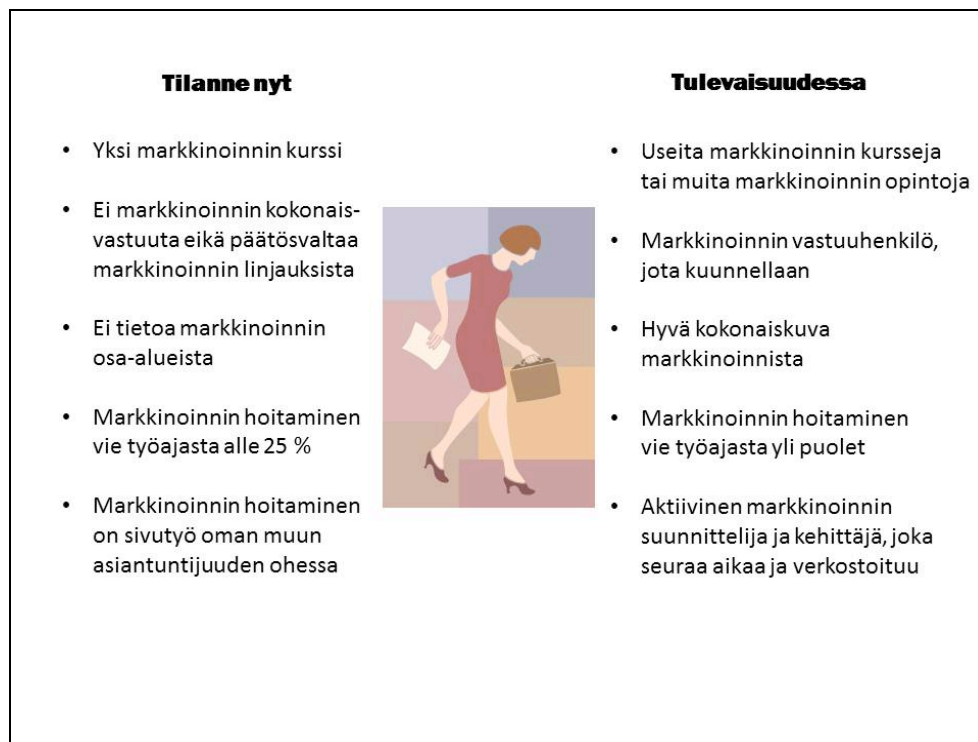 Tilanne nyt
Yksi markkinoinnin kurssi
Ei markkinoinnin kokonais-
vastuuta eikä päätösvaltaa
markkinoinnin linjauksista
Ei tietoa markkinoinnin
osa-alueista
Markkinoinnin hoitaminen
vie työajasta alle 25 %
Markkinoinnin hoitaminen
on sivutyö oman muun
asiantuntijuuden ohessa
Tulevaisuudessa
Useita markkinoinnin kursseja
tai muita markkinoinnin opintoja
Markkinoinnin vastuuhenkilö,
jota kuunnellaan
Hyvä kokonaiskuva
markkinoinnista
Markkinoinnin hoitaminen
vie työajasta yli puolet
Aktiivinen markkinoinnin
suunnittelija ja kehittäjä, joka
seuraa aikaa ja verkostoituu